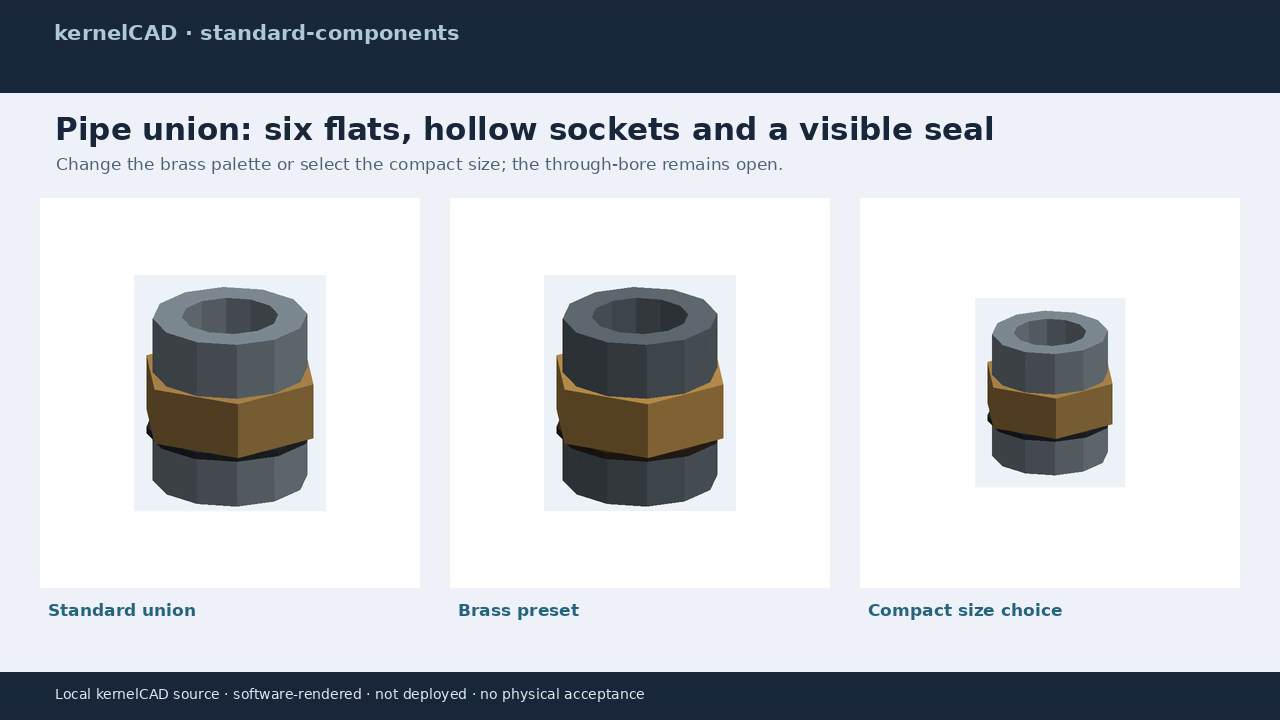 kernelCAD · standard-components
Pipe union: six flats, hollow sockets and a visible seal
Change the brass palette or select the compact size; the through-bore remains open.
Standard union
Brass preset
Compact size choice
Local kernelCAD source · software-rendered · not deployed · no physical acceptance